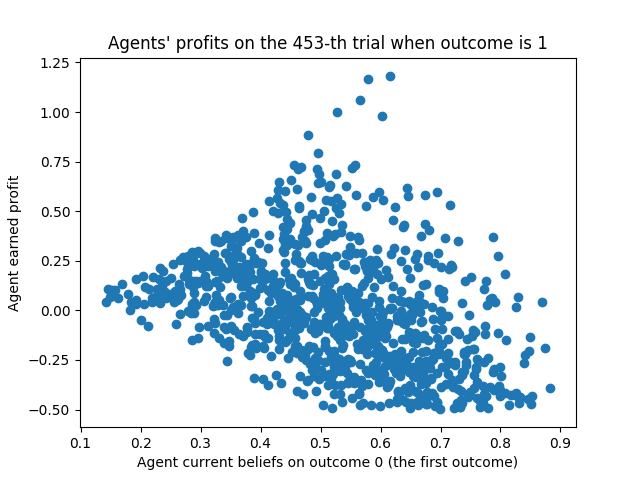 Agents' profits on the 453-th trial when outcome is 1
1.25
1.00
0.75
0.50
0.25
0.00
−0.25
−0.50
Agent earned profit
0.1 0.2 0.3 0.4 0.5 0.6 0.7 0.8 0.9
Agent current beliefs on outcome 0 (the first outcome)